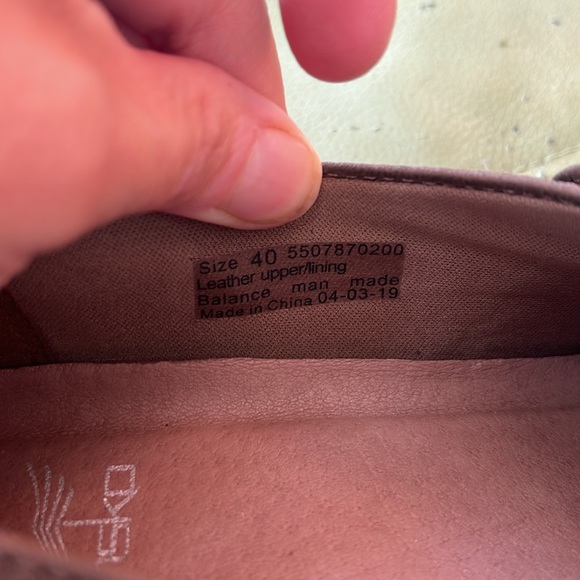 Size 40 5507870200
Leather upper/lining
Balance man made
Made in China 04-03-19